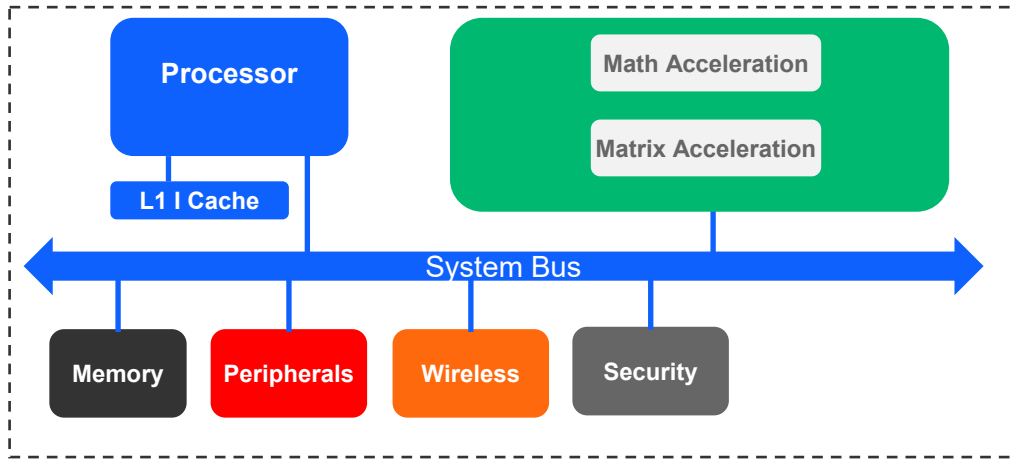 Processor
Math Acceleration
Matrix Acceleration
L1 I Cache
System Bus
Memory
Peripherals
Wireless
Security